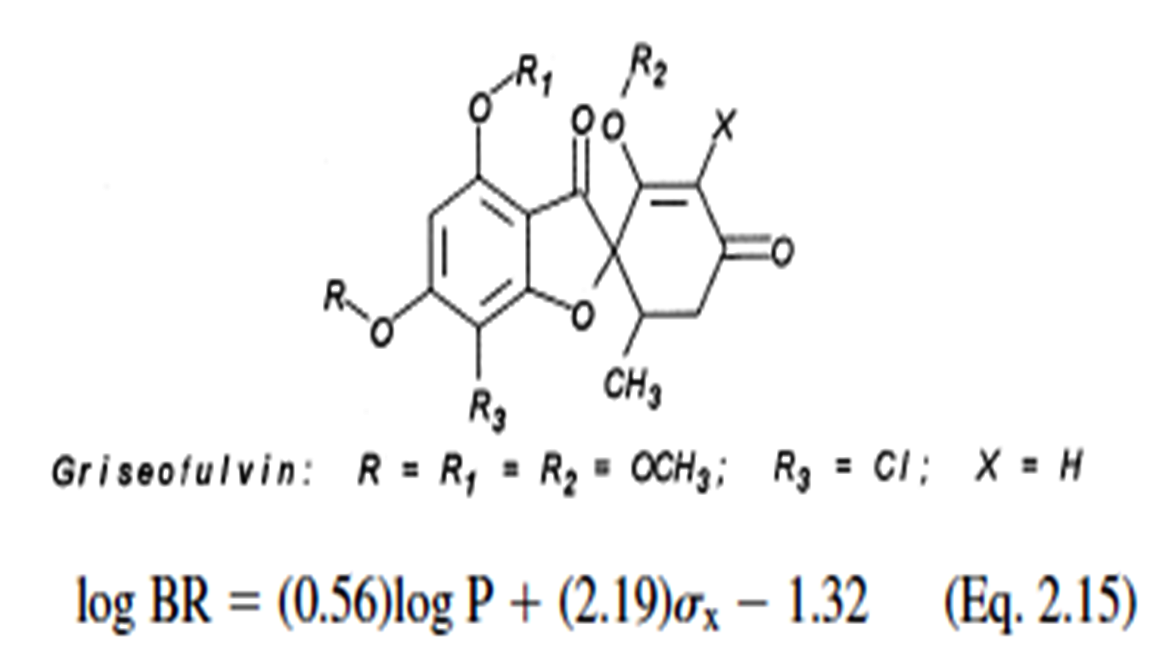 R₁
R₂
O
O
O
X
O
R
O
O
CH₃
R₃
Griseofulvin: R = R₁ = R₂ = OCH₃; R₃ = Cl; X = H
log BR = (0.56)log P + (2.19)σₓ − 1.32 (Eq. 2.15)